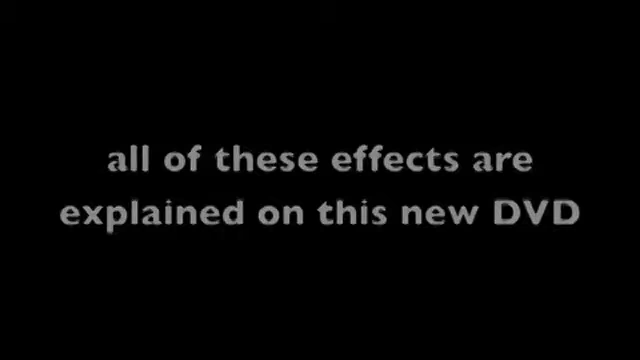 all of these effects are
explained on this new DVD